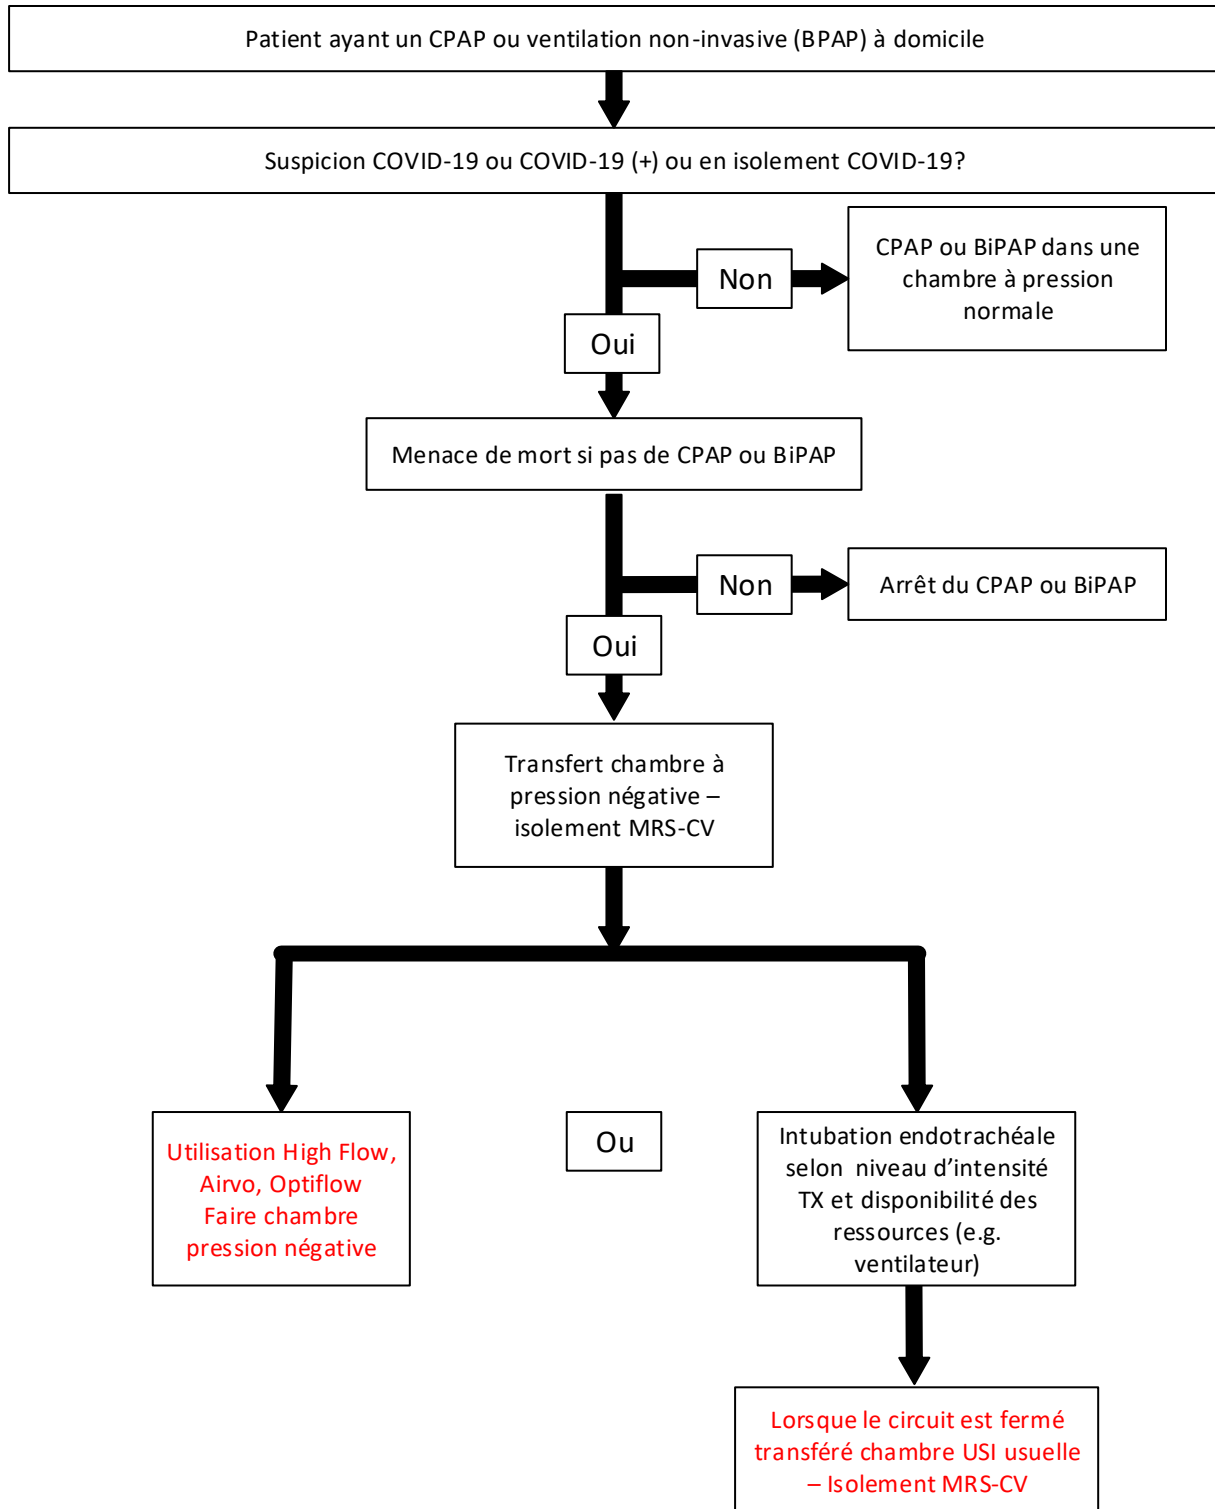 Patient ayant un CPAP ou ventilation non-invasive (BPAP) à domicile
Suspicion COVID-19 ou COVID-19 (+) ou en isolement COVID-19?
Non
CPAP ou BiPAP dans une
chambre à pression
normale
Oui
Menace de mort si pas de CPAP ou BiPAP
Non
Arrêt du CPAP ou BiPAP
Oui
Transfert chambre à
pression négative –
isolement MRS-CV
Utilisation High Flow,
Airvo, Optiflow
Faire chambre
pression négative
Ou
Intubation endotrachéale
selon niveau d’intensité
TX et disponibilité des
ressources (e.g.
ventilateur)
Lorsque le circuit est fermé
transféré chambre USI usuelle
– Isolement MRS-CV